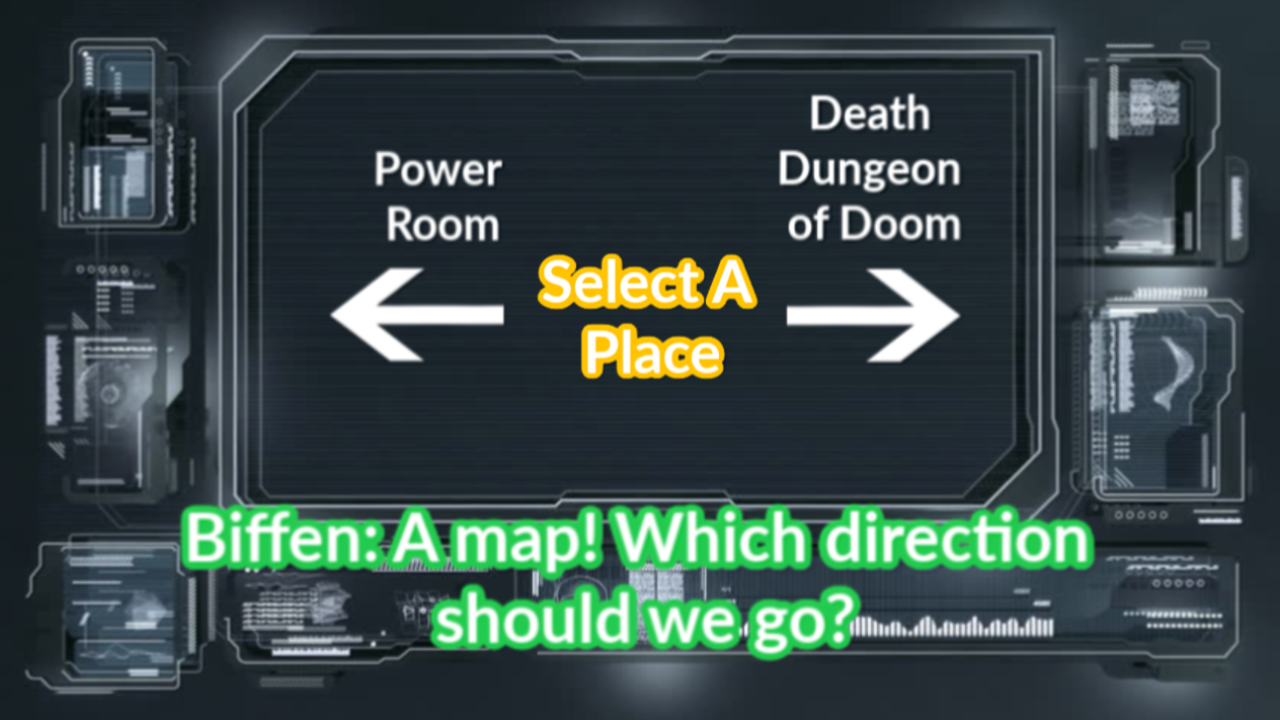 Death
Power
Dungeon
Room
of Doom
Select A
Place
Biffen: A map! Which direction
should we go?